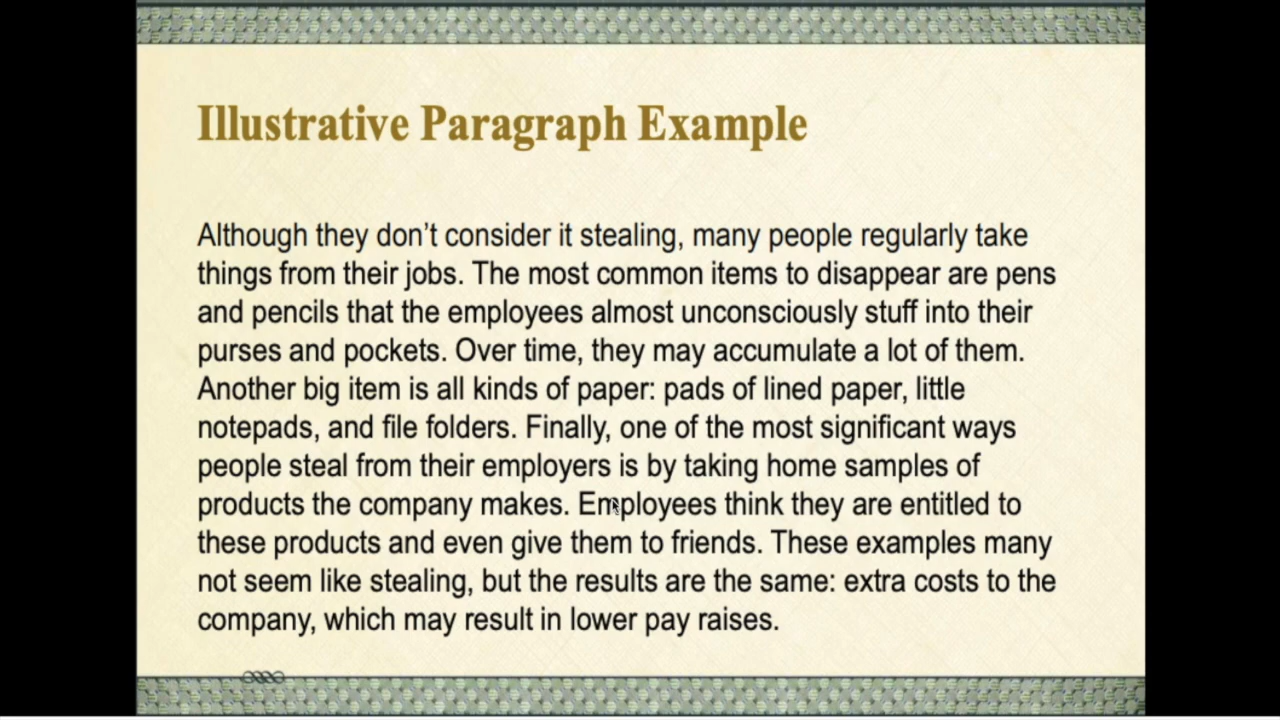 Illustrative Paragraph Example
Although they don’t consider it stealing, many people regularly take
things from their jobs. The most common items to disappear are pens
and pencils that the employees almost unconsciously stuff into their
purses and pockets. Over time, they may accumulate a lot of them.
Another big item is all kinds of paper: pads of lined paper, little
notepads, and file folders. Finally, one of the most significant ways
people steal from their employers is by taking home samples of
products the company makes. Employees think they are entitled to
these products and even give them to friends. These examples many
not seem like stealing, but the results are the same: extra costs to the
company, which may result in lower pay raises.